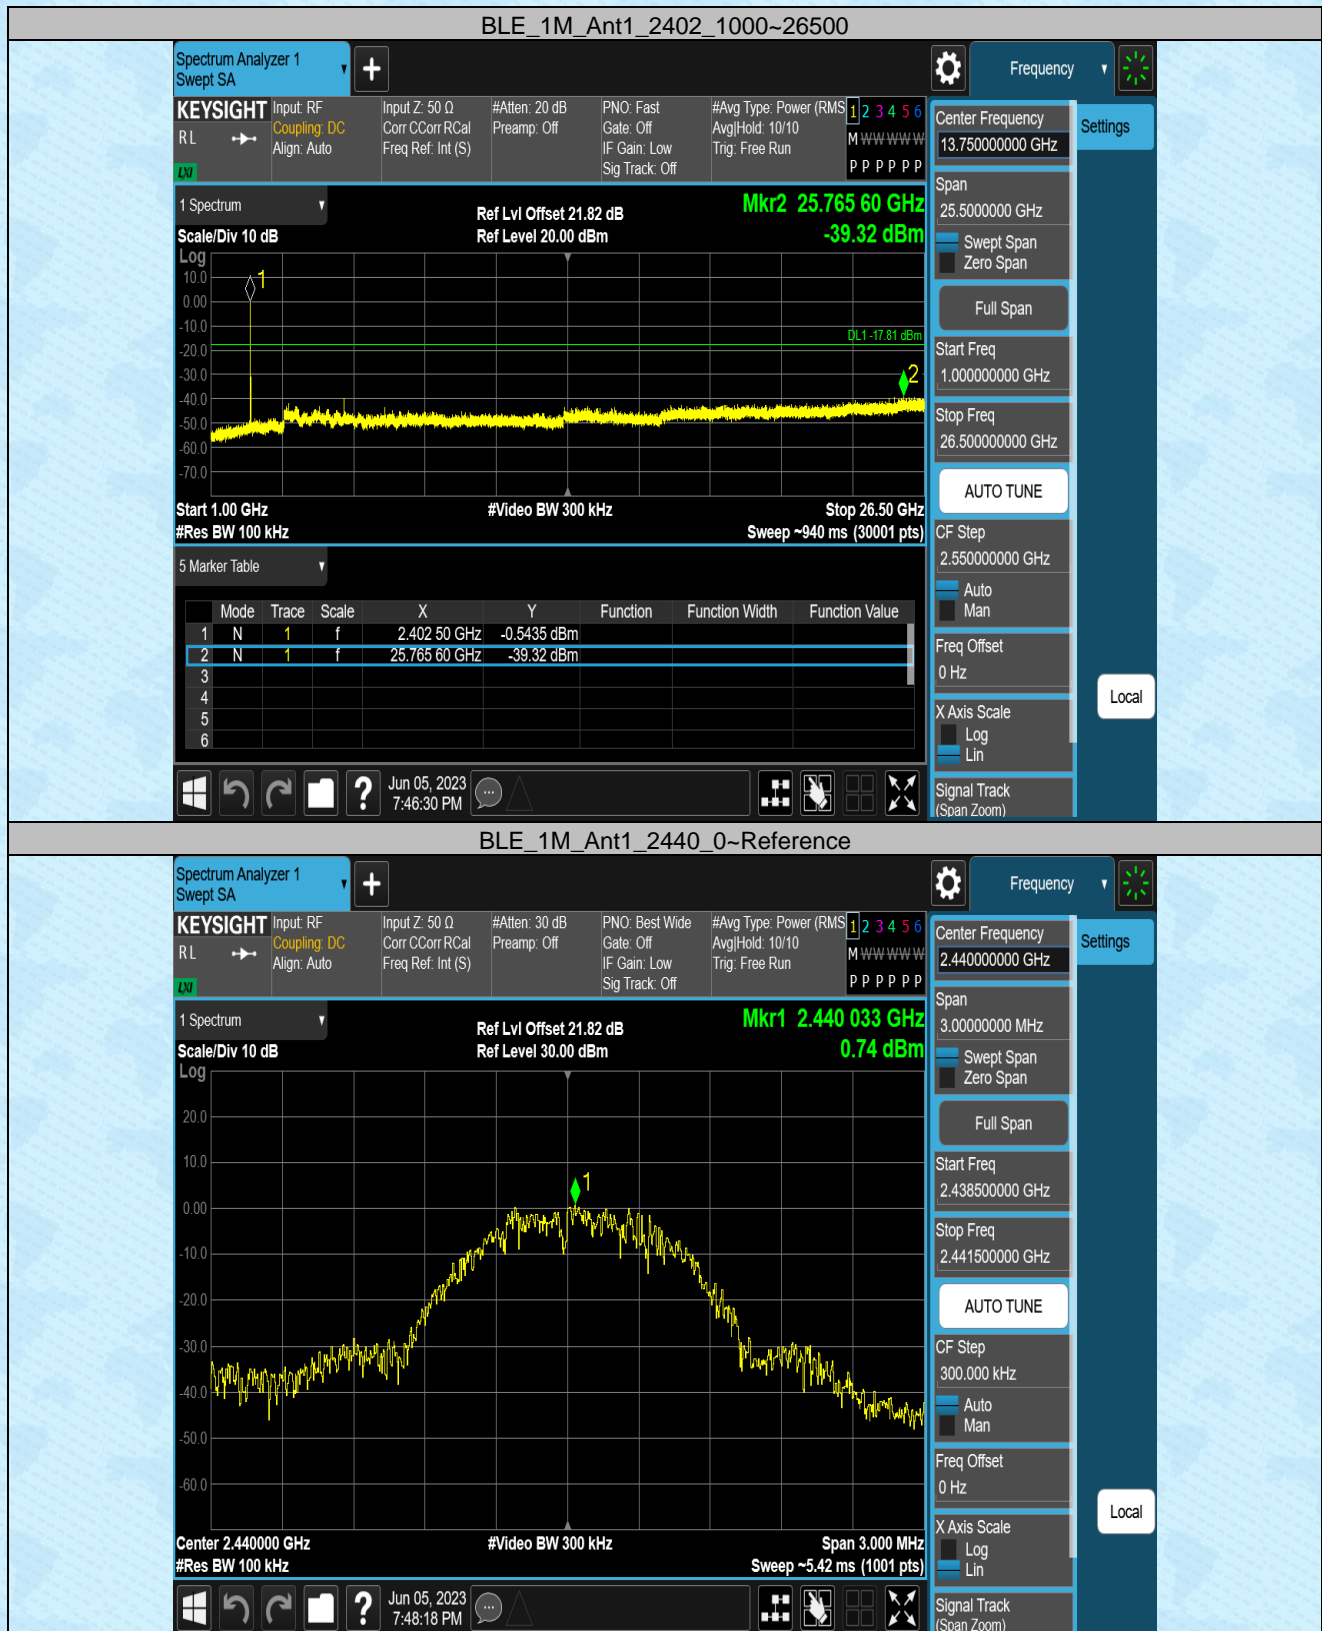 BLE_1M_Ant1_2402_1000~26500
Spectrum Analyzer 1
Swept SA
Frequency
KEYSIGHT
RL
LXI
Input: RF
Coupling: DC
Align: Auto
Input Z: 50 Ω
Corr CCorr RCal
Freq Ref: Int (S)
#Atten: 20 dB
Preamp: Off
PNO: Fast
Gate: Off
IF Gain: Low
Sig Track: Off
#Avg Type: Power (RMS
Avg|Hold: 10/10
Trig: Free Run
1 2 3 4 5 6
M W W W W W
P P P P P P
Center Frequency
13.750000000 GHz
Settings
Span
25.5000000 GHz
Swept Span
Zero Span
Full Span
Start Freq
1.000000000 GHz
Stop Freq
26.500000000 GHz
AUTO TUNE
CF Step
2.550000000 GHz
Auto
Man
Freq Offset
0 Hz
X Axis Scale
Log
Lin
Signal Track
(Span Zoom)
Local
1 Spectrum
Scale/Div 10 dB
Log
Ref Lvl Offset 21.82 dB
Ref Level 20.00 dBm
Mkr2 25.765 60 GHz
-39.32 dBm
10.0
0.00
-10.0
-20.0
-30.0
-40.0
-50.0
-60.0
-70.0
1
DL1 -17.81 dBm
2
Start 1.00 GHz
#Res BW 100 kHz
#Video BW 300 kHz
Stop 26.50 GHz
Sweep ~940 ms (30001 pts)
5 Marker Table
Mode Trace Scale X Y Function Function Width Function Value
1 N 1 f 2.402 50 GHz -0.5435 dBm
2 N 1 f 25.765 60 GHz -39.32 dBm
3
4
5
6
?
Jun 05, 2023
7:46:30 PM
BLE_1M_Ant1_2440_0~Reference
Spectrum Analyzer 1
Swept SA
Frequency
KEYSIGHT
RL
LXI
Input: RF
Coupling: DC
Align: Auto
Input Z: 50 Ω
Corr CCorr RCal
Freq Ref: Int (S)
#Atten: 30 dB
Preamp: Off
PNO: Best Wide
Gate: Off
IF Gain: Low
Sig Track: Off
#Avg Type: Power (RMS
Avg|Hold: 10/10
Trig: Free Run
1 2 3 4 5 6
M W W W W W
P P P P P P
Center Frequency
2.440000000 GHz
Settings
Span
3.00000000 MHz
Swept Span
Zero Span
Full Span
Start Freq
2.438500000 GHz
Stop Freq
2.441500000 GHz
AUTO TUNE
CF Step
300.000 kHz
Auto
Man
Freq Offset
0 Hz
X Axis Scale
Log
Lin
Signal Track
(Span Zoom)
Local
1 Spectrum
Scale/Div 10 dB
Log
Ref Lvl Offset 21.82 dB
Ref Level 30.00 dBm
Mkr1 2.440 033 GHz
0.74 dBm
20.0
10.0
0.00
-10.0
-20.0
-30.0
-40.0
-50.0
-60.0
1
Center 2.440000 GHz
#Res BW 100 kHz
#Video BW 300 kHz
Span 3.000 MHz
Sweep ~5.42 ms (1001 pts)
?
Jun 05, 2023
7:48:18 PM